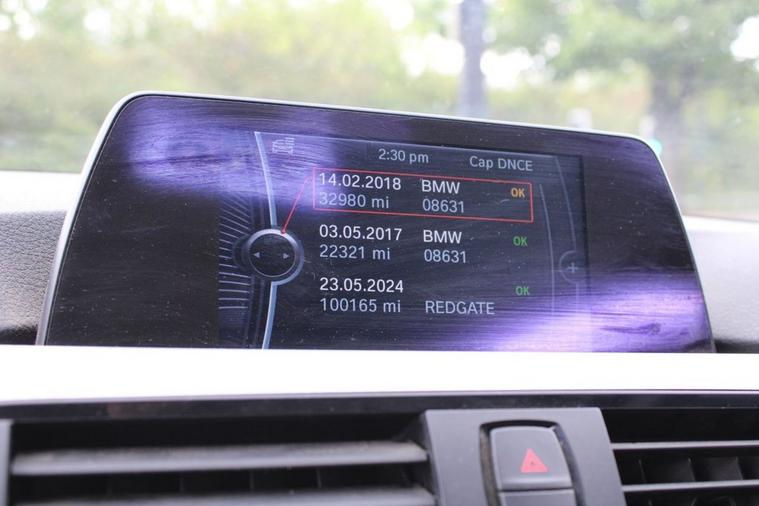 2:30 pm Cap DNCE
14.02.2018 BMW OK
32980 mi 08631
03.05.2017 BMW OK
22321 mi 08631
23.05.2024 OK
100165 mi REDGATE